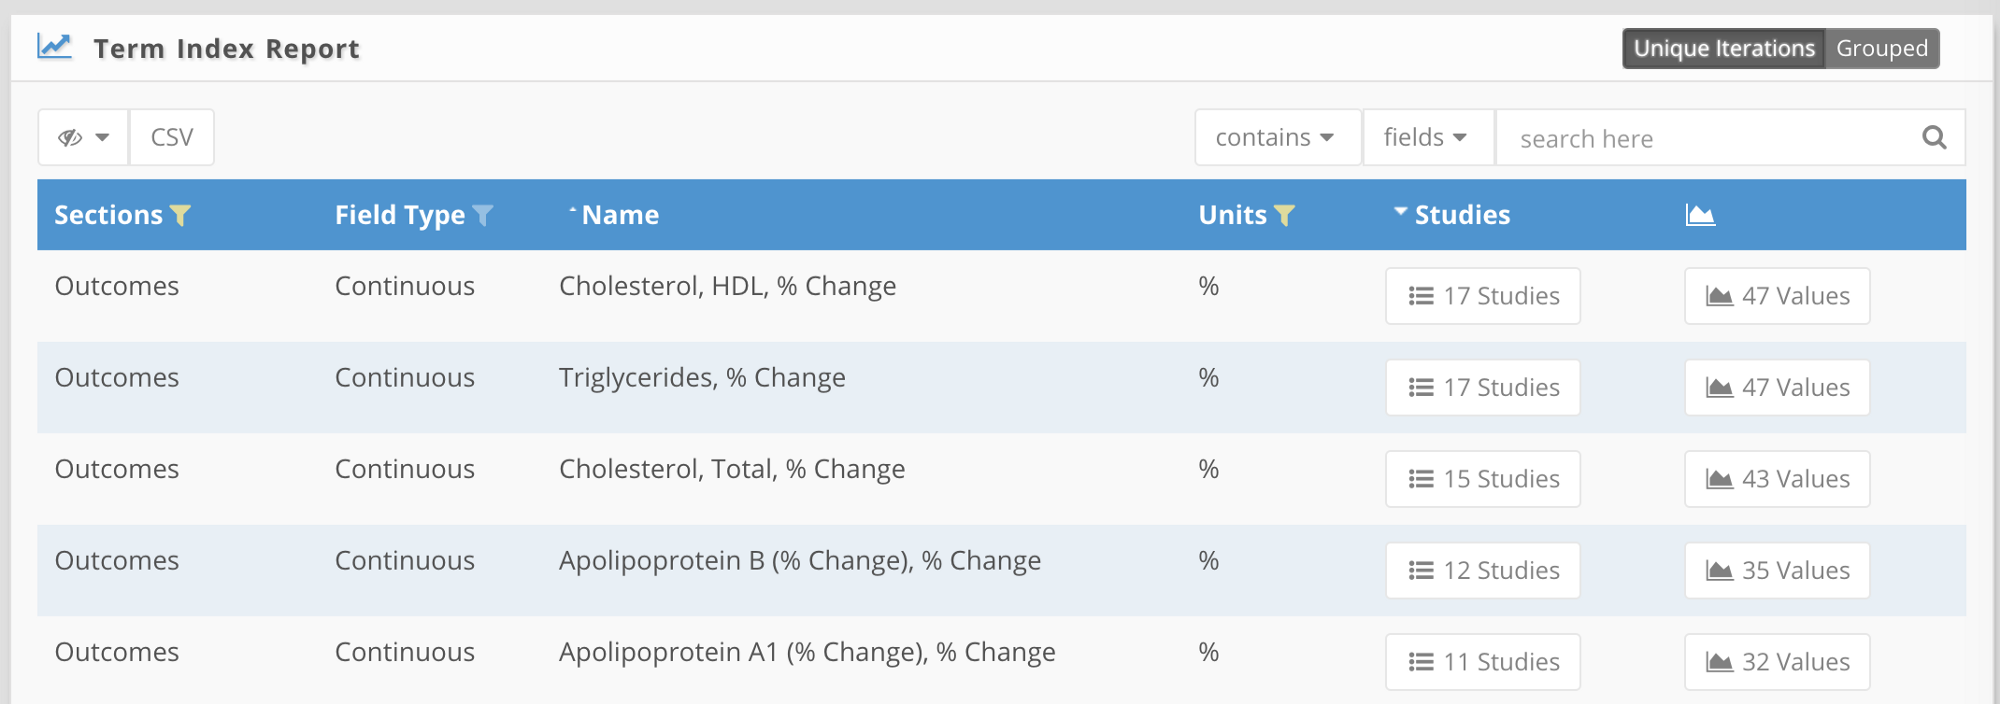 Term Index Report
Unique Iterations Grouped
CSV contains fields search here
Sections Field Type Name Units Studies
Outcomes Continuous Cholesterol, HDL, % Change % 17 Studies 47 Values
Outcomes Continuous Triglycerides, % Change % 17 Studies 47 Values
Outcomes Continuous Cholesterol, Total, % Change % 15 Studies 43 Values
Outcomes Continuous Apolipoprotein B (% Change), % Change % 12 Studies 35 Values
Outcomes Continuous Apolipoprotein A1 (% Change), % Change % 11 Studies 32 Values